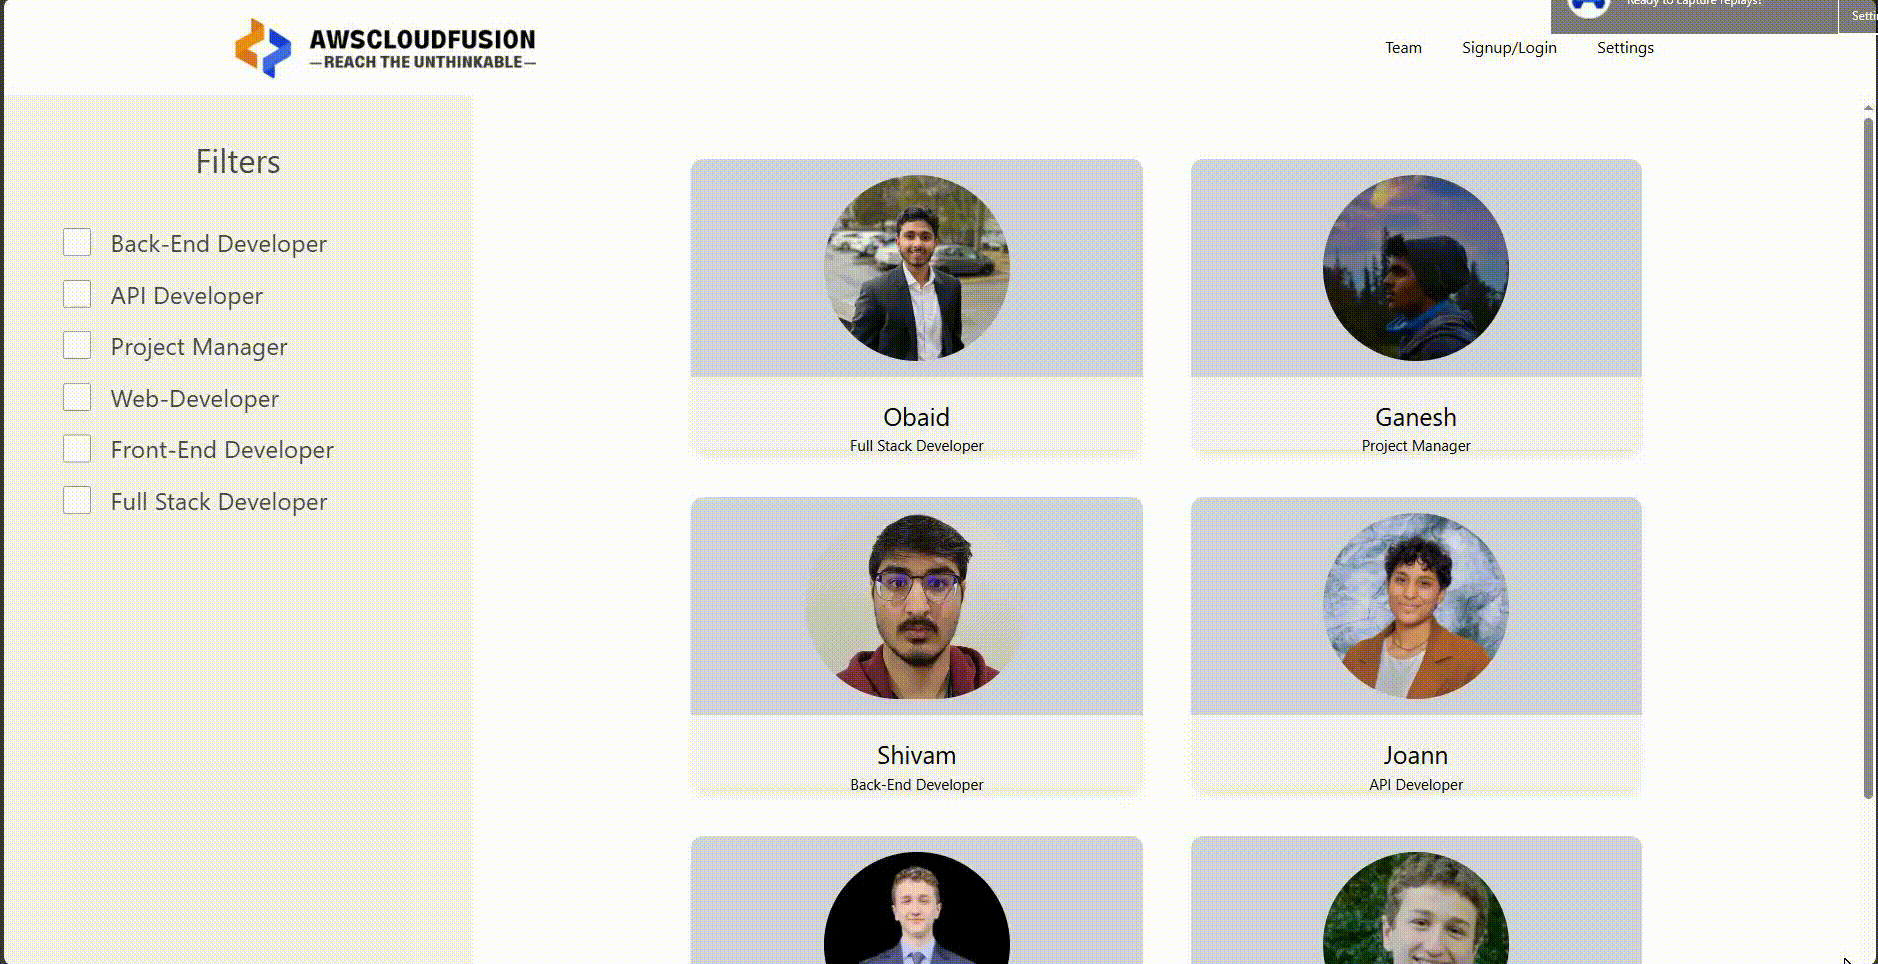 Ready to capture replays!
Setti
AWSCLOUDFUSION
—REACH THE UNTHINKABLE—
Team Signup/Login Settings
Filters
Back-End Developer
API Developer
Project Manager
Web-Developer
Front-End Developer
Full Stack Developer
Obaid
Full Stack Developer
Ganesh
Project Manager
Shivam
Back-End Developer
Joann
API Developer